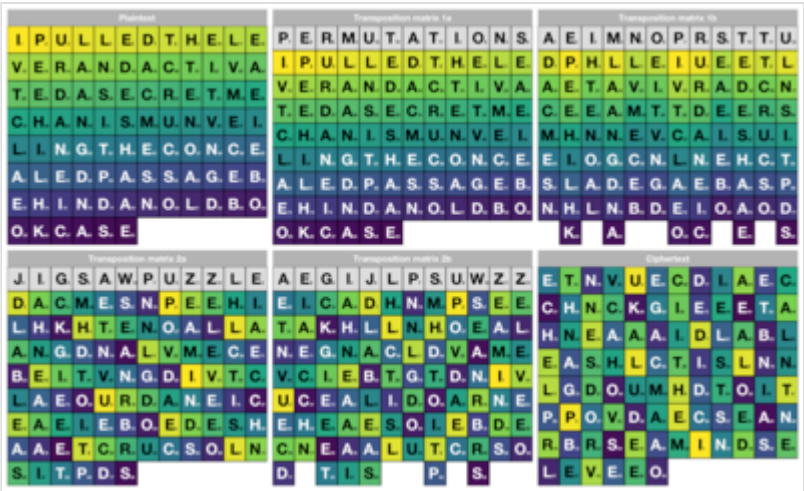 Plaintext
I P U L L E D T H E L E
V E R A N D A C T I V A
T E D A S E C R E T M E
C H A N I S M U N V E I
L I N G T H E C O N C E
A L E D P A S S A G E B
E H I N D A N O L D B O
O K C A S E
Transposition matrix 1a
P E R M U T A T I O N S
I P U L L E D T H E L E
V E R A N D A C T I V A
T E D A S E C R E T M E
C H A N I S M U N V E I
L I N G T H E C O N C E
A L E D P A S S A G E B
E H I N D A N O L D B O
O K C A S E
Transposition matrix 1b
A E I M N O P R S T T U
D P H L L E I U E E T L
A E T A V I V R A D C N
C E E A M T T D E E R S
M H N N E V C A I S U I
E I O G C N L N E H C T
S L A D E G A E B A S P
N H L N B D E I O A O D
K A O C E S
Transposition matrix 2a
J I G S A W P U Z Z L E
D A C M E S N P E E H I
L H K H T E N O A L L A
A N G D N A L V M E C E
B E I T V N G D I V T C
L A E O U R D A N E I C
E A E I E B O E D E S H
A A E T C R U C S O L N
S I T P D S
Transposition matrix 2b
A E G I J L P S U W Z Z
E I C A D H N M P S E E
T A K H L L N H O E A L
N E G N A C L D V A M E
V C I E B T G T D N I V
U C E A L I D O A R N E
E H E A E S O I E B D E
C N E A A L U T C R S O
D T I S P S
Ciphertext
E T N V U E C D I A E C
C H N C K G I E E E T A
H N E A A A I D L A B L
E A S H L C T I S L N N
L G D O U M H D T O I T
P P O V D A E C S E A N
R B R S E A M I N D S E
L E V E E O